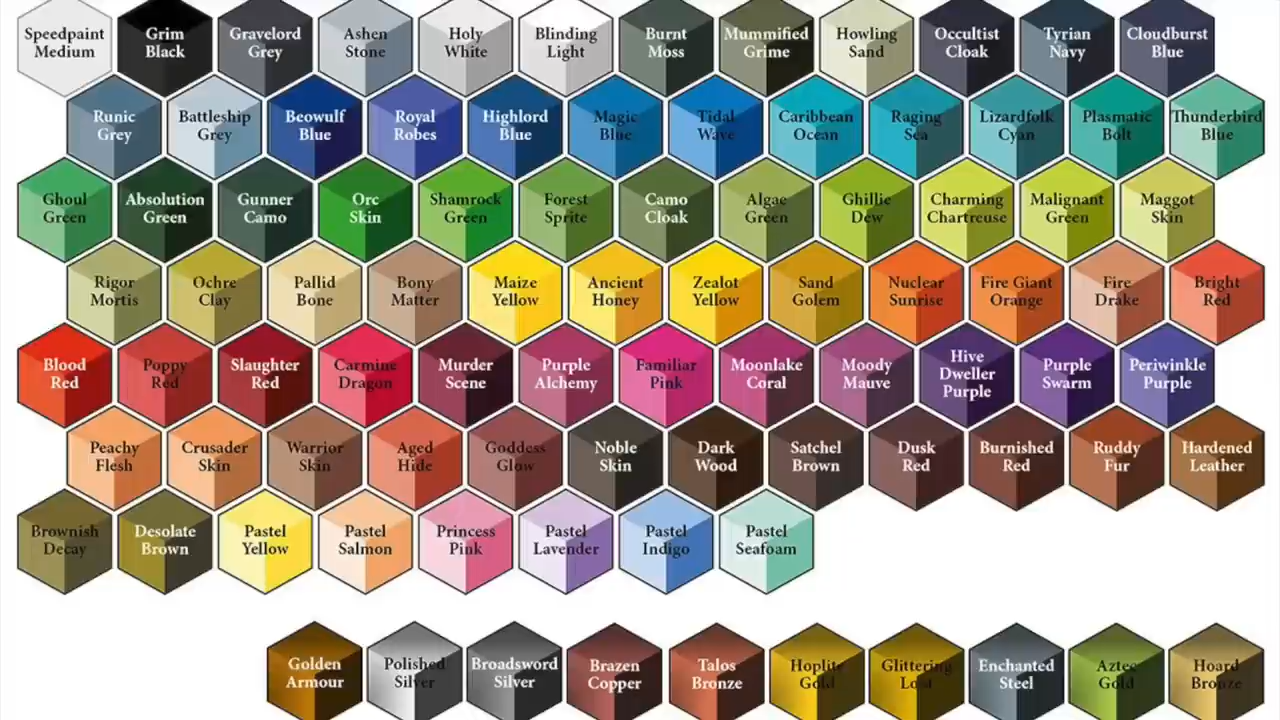 Speedpaint Medium
Grim Black
Gravelord Grey
Ashen Stone
Holy White
Blinding Light
Burnt Moss
Mummified Grime
Howling Sand
Occultist Cloak
Tyrian Navy
Cloudburst Blue
Runic Grey
Battleship Grey
Beowulf Blue
Royal Robes
Highlord Blue
Magic Blue
Tidal Wave
Caribbean Ocean
Raging Sea
Lizardfolk Cyan
Plasmatic Bolt
Thunderbird Blue
Ghoul Green
Absolution Green
Gunner Camo
Orc Skin
Shamrock Green
Forest Sprite
Camo Cloak
Algae Green
Ghillie Dew
Charming Chartreuse
Malignant Green
Maggot Skin
Rigor Mortis
Ochre Clay
Pallid Bone
Bony Matter
Maize Yellow
Ancient Honey
Zealot Yellow
Sand Golem
Nuclear Sunrise
Fire Giant Orange
Fire Drake
Bright Red
Blood Red
Poppy Red
Slaughter Red
Carmine Dragon
Murder Scene
Purple Alchemy
Familiar Pink
Moonlake Coral
Moody Mauve
Hive Dweller Purple
Purple Swarm
Periwinkle Purple
Peachy Flesh
Crusader Skin
Warrior Skin
Aged Hide
Goddess Glow
Noble Skin
Dark Wood
Satchel Brown
Dusk Red
Burnished Red
Ruddy Fur
Hardened Leather
Brownish Decay
Desolate Brown
Pastel Yellow
Pastel Salmon
Princess Pink
Pastel Lavender
Pastel Indigo
Pastel Seafoam
Golden Armour
Polished Silver
Broadsword Silver
Brazen Copper
Talos Bronze
Hoplite Gold
Glittering Loot
Enchanted Steel
Aztec Gold
Hoard Bronze